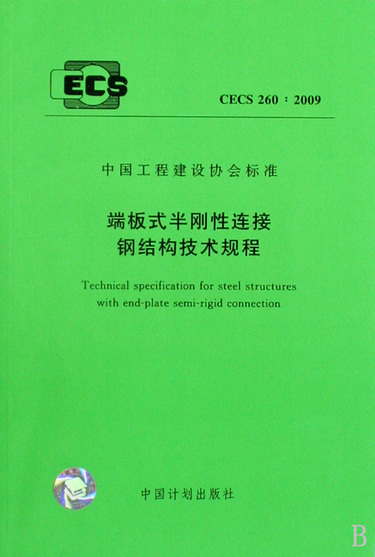 ECS
CECS 260：2009
中国工程建设协会标准
端板式半刚性连接
钢结构技术规程
Technical specification for steel structures
with end-plate semi-rigid connection
中国计划出版社
B